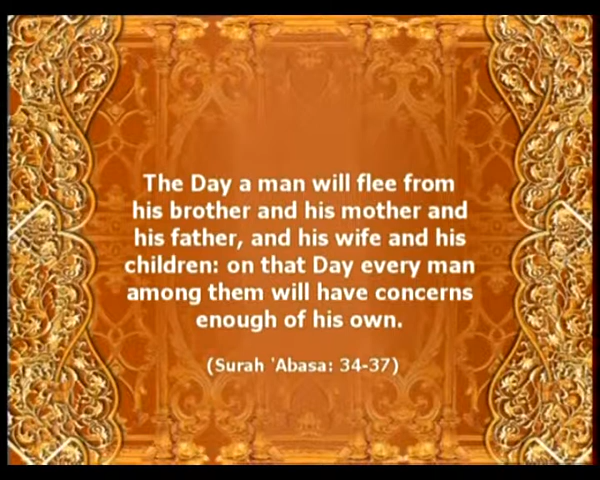 The Day a man will flee from
his brother and his mother and
his father, and his wife and his
children: on that Day every man
among them will have concerns
enough of his own.
(Surah 'Abasa: 34-37)